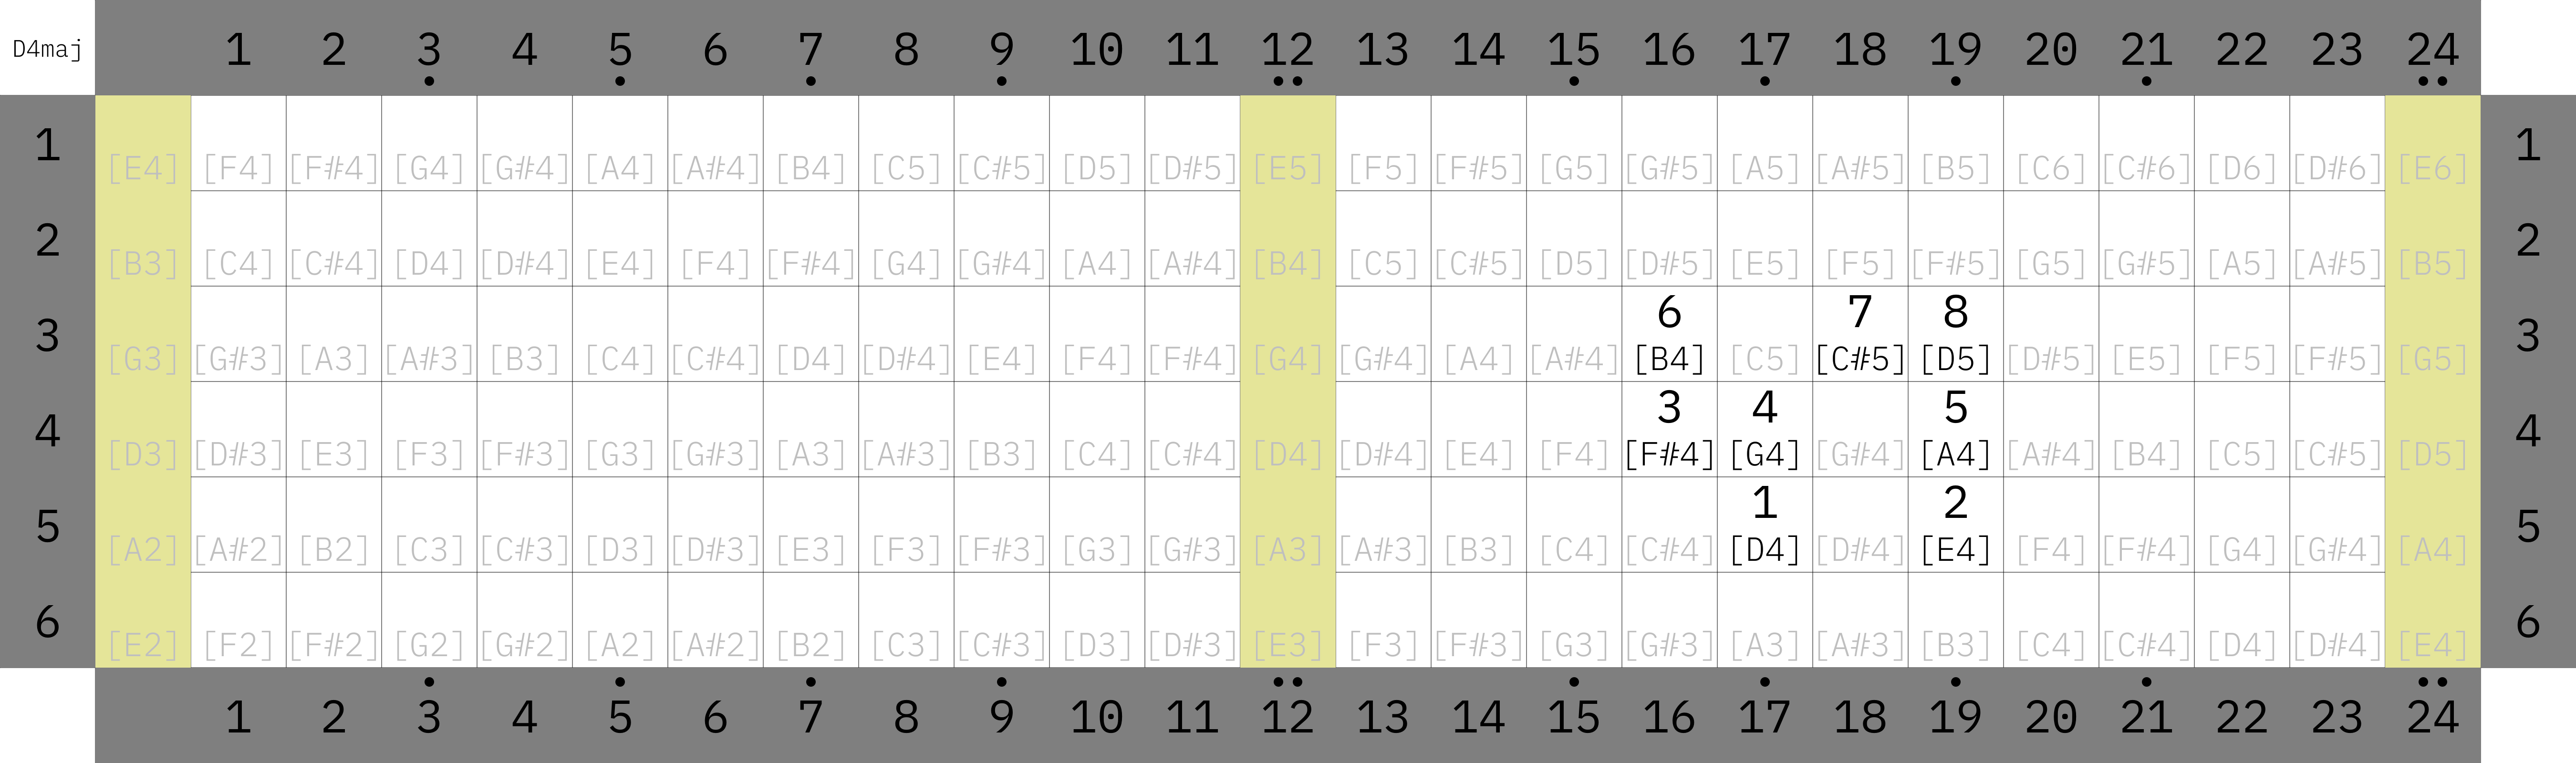 D4maj 1 2 3 4 5 6 7 8 9 10 11 12 13 14 15 16 17 18 19 20 21 22 23 24
1 [E4] [F4] [F#4] [G4] [G#4] [A4] [A#4] [B4] [C5] [C#5] [D5] [D#5] [E5] [F5] [F#5] [G5] [G#5] [A5] [A#5] [B5] [C6] [C#6] [D6] [D#6] [E6] 1
2 [B3] [C4] [C#4] [D4] [D#4] [E4] [F4] [F#4] [G4] [G#4] [A4] [A#4] [B4] [C5] [C#5] [D5] [D#5] [E5] [F5] [F#5] [G5] [G#5] [A5] [A#5] [B5] 2
6 7 8
3 [G3] [G#3] [A3] [A#3] [B3] [C4] [C#4] [D4] [D#4] [E4] [F4] [F#4] [G4] [G#4] [A4] [A#4] [B4] [C5] [C#5] [D5] [D#5] [E5] [F5] [F#5] [G5] 3
3 4 5
4 [D3] [D#3] [E3] [F3] [F#3] [G3] [G#3] [A3] [A#3] [B3] [C4] [C#4] [D4] [D#4] [E4] [F4] [F#4] [G4] [G#4] [A4] [A#4] [B4] [C5] [C#5] [D5] 4
1 2
5 [A2] [A#2] [B2] [C3] [C#3] [D3] [D#3] [E3] [F3] [F#3] [G3] [G#3] [A3] [A#3] [B3] [C4] [C#4] [D4] [D#4] [E4] [F4] [F#4] [G4] [G#4] [A4] 5
6 [E2] [F2] [F#2] [G2] [G#2] [A2] [A#2] [B2] [C3] [C#3] [D3] [D#3] [E3] [F3] [F#3] [G3] [G#3] [A3] [A#3] [B3] [C4] [C#4] [D4] [D#4] [E4] 6
1 2 3 4 5 6 7 8 9 10 11 12 13 14 15 16 17 18 19 20 21 22 23 24